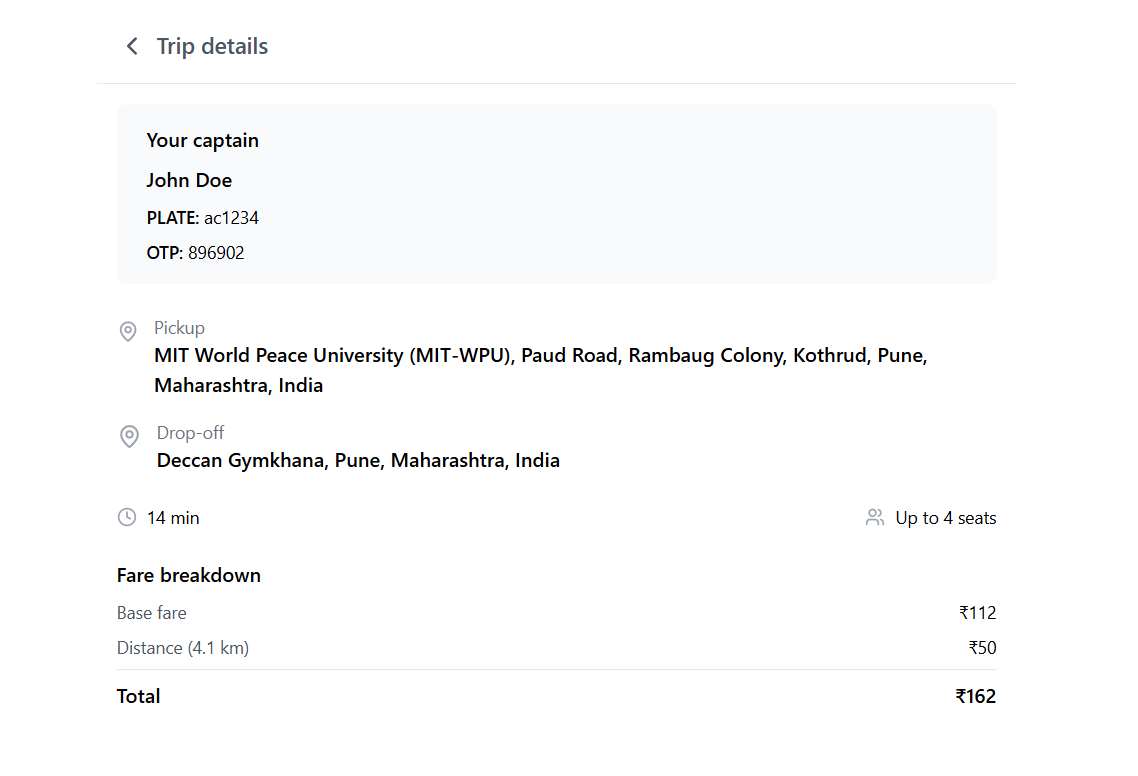 Trip details
Your captain
John Doe
PLATE: ac1234
OTP: 896902
Pickup
MIT World Peace University (MIT-WPU), Paud Road, Rambaug Colony, Kothrud, Pune,
Maharashtra, India
Drop-off
Deccan Gymkhana, Pune, Maharashtra, India
14 min Up to 4 seats
Fare breakdown
Base fare ₹112
Distance (4.1 km) ₹50
Total ₹162